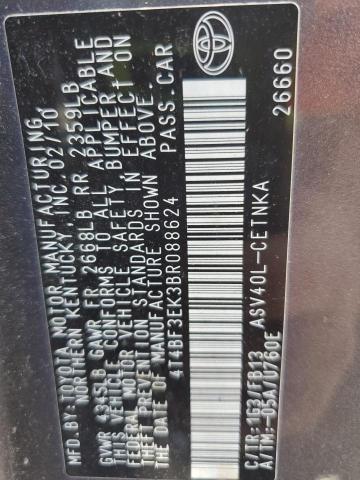 MFD. BY: TOYOTA MOTOR MANUFACTURING,
NORTHERN KENTUCKY, INC. 02/10
GVWR 4345LB GAWR FR 2668LB RR 2359LB
THIS VEHICLE CONFORMS TO ALL APPLICABLE
FEDERAL MOTOR VEHICLE SAFETY, BUMPER AND
THEFT PREVENTION STANDARDS IN EFFECT ON
THE DATE OF MANUFACTURE SHOWN ABOVE.
4T4BF3EK3BR088624 PASS. CAR
C/TR: 1G3/FB13 ASV40L-CETNKA
A/TM: -05A/U760E 26660